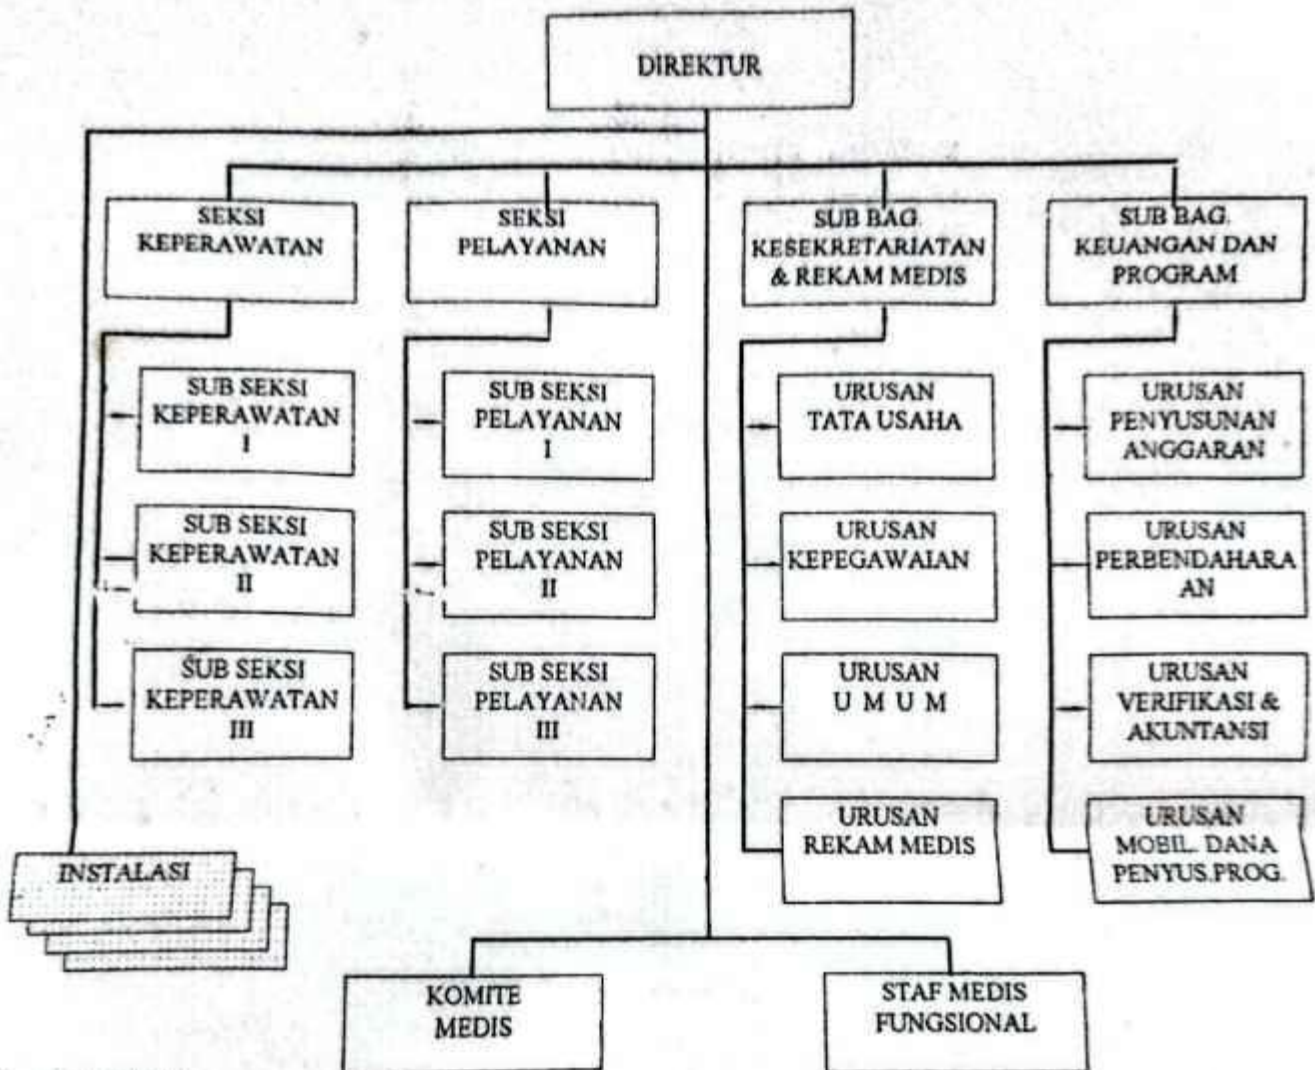 DIREKTUR
SEKSI
KEPERAWATAN
SEKSI
PELAYANAN
SUB BAG.
KESEKRETARIATAN
& REKAM MEDIS
SUB BAG.
KEUANGAN DAN
PROGRAM
SUB SEKSI
KEPERAWATAN
I
SUB SEKSI
PELAYANAN
I
URUSAN
TATA USAHA
URUSAN
PENYUSUNAN
ANGGARAN
SUB SEKSI
KEPERAWATAN
II
SUB SEKSI
PELAYANAN
II
URUSAN
KEPEGAWAIAN
URUSAN
PERBENDAHARA
AN
SUB SEKSI
KEPERAWATAN
III
SUB SEKSI
PELAYANAN
III
URUSAN
U M U M
URUSAN
VERIFIKASI &
AKUNTANSI
URUSAN
REKAM MEDIS
URUSAN
MOBIL. DANA
PENYUS.PROG.
INSTALASI
KOMITE
MEDIS
STAF MEDIS
FUNGSIONAL